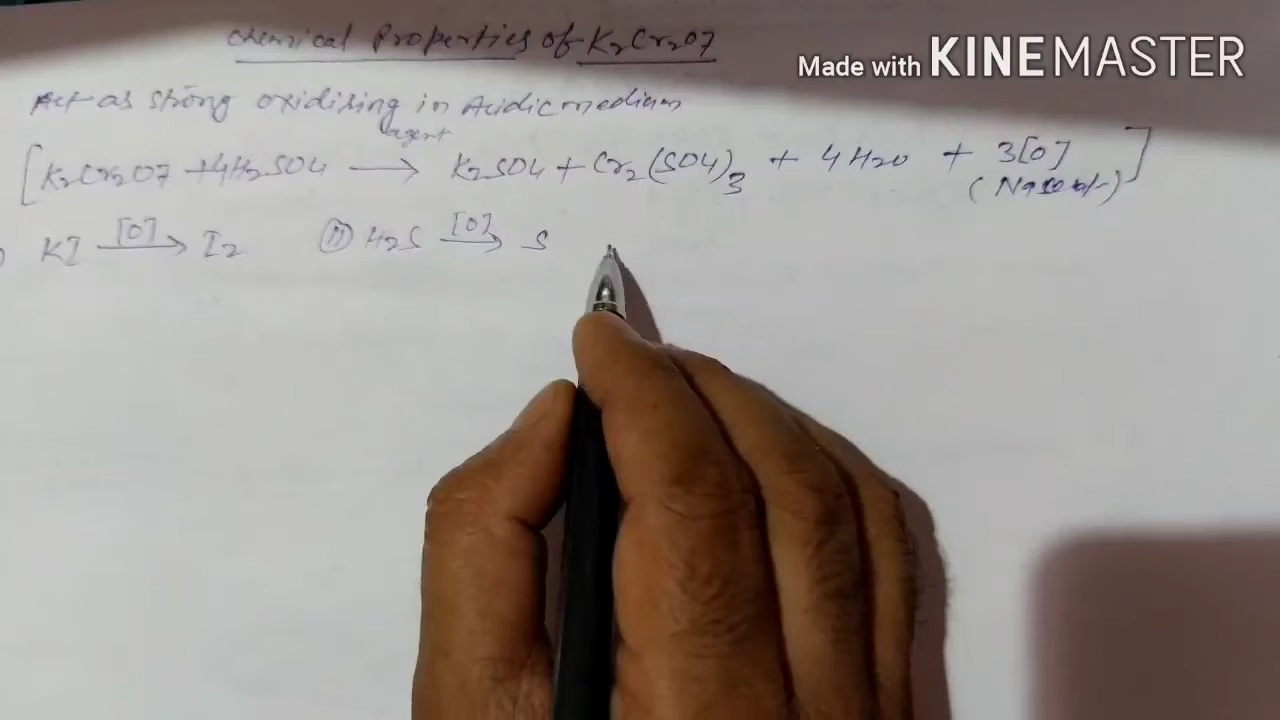 Chemical Properties of K2Cr2O7
Made with KINEMASTER
Act as strong oxidising in Acidic medium
agent
[K2Cr2O7 + 4H2SO4 → K2SO4 + Cr2(SO4)3 + 4H2O + 3[O]]
KI [O]→ I2 (ii) H2S [O]→ S